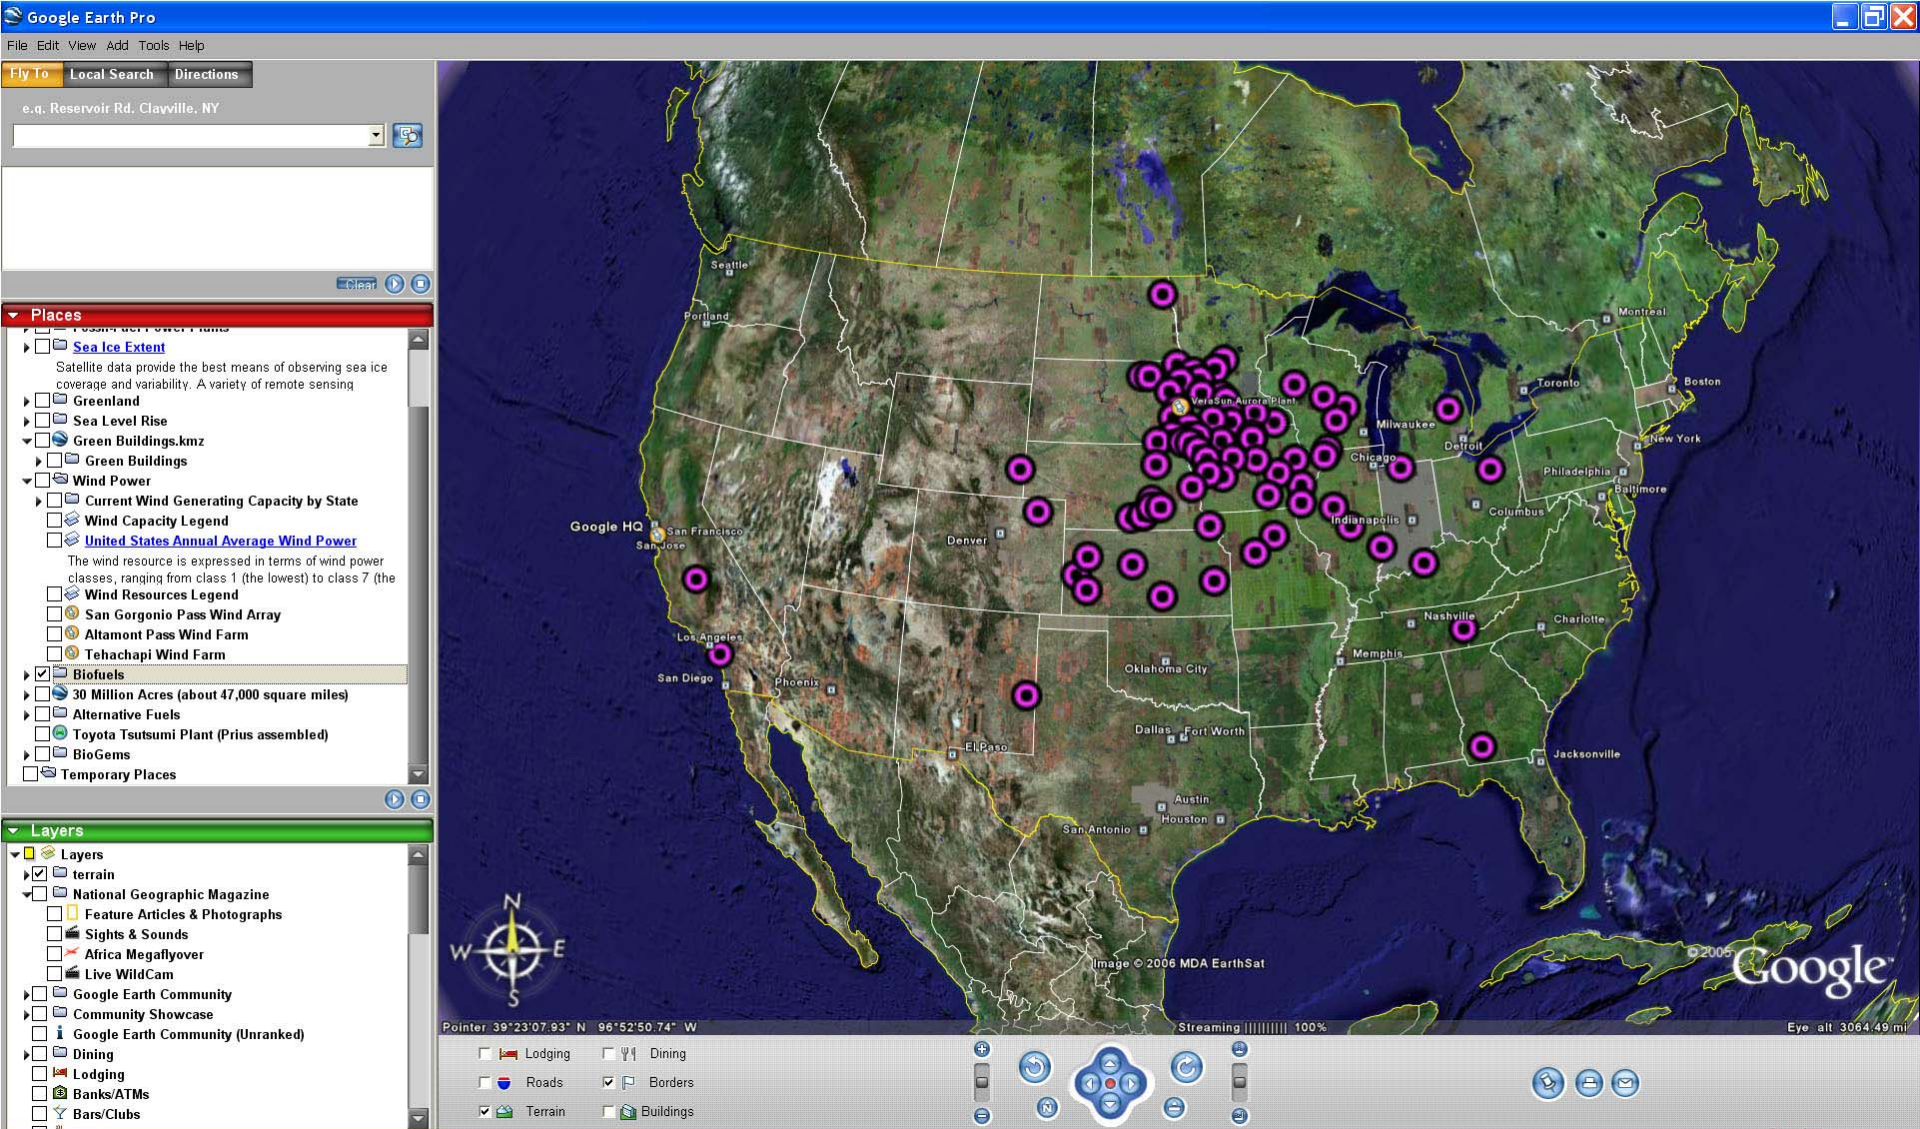 Google Earth Pro
File Edit View Add Tools Help
Fly To Local Search Directions
e.g. Reservoir Rd. Clayville, NY
Clear
Places
Fossil-Fuel Power Plants
Sea Ice Extent
Satellite data provide the best means of observing sea ice
coverage and variability. A variety of remote sensing
Greenland
Sea Level Rise
Green Buildings.kmz
Green Buildings
Wind Power
Current Wind Generating Capacity by State
Wind Capacity Legend
United States Annual Average Wind Power
The wind resource is expressed in terms of wind power
classes, ranging from class 1 (the lowest) to class 7 (the
Wind Resources Legend
San Gorgonio Pass Wind Array
Altamont Pass Wind Farm
Tehachapi Wind Farm
Biofuels
30 Million Acres (about 47,000 square miles)
Alternative Fuels
Toyota Tsutsumi Plant (Prius assembled)
BioGems
Temporary Places
Layers
Layers
terrain
National Geographic Magazine
Feature Articles & Photographs
Sights & Sounds
Africa Megaflyover
Live WildCam
Google Earth Community
Community Showcase
Google Earth Community (Unranked)
Dining
Lodging
Banks/ATMs
Bars/Clubs
Seattle
Portland
Montreal
Toronto
Boston
VeraSun Aurora Plant
Milwaukee
Detroit
New York
Chicago
Philadelphia
Baltimore
Columbus
Indianapolis
Google HQ
San Francisco
San Jose
Denver
Nashville
Charlotte
Los Angeles
Memphis
Oklahoma City
San Diego
Phoenix
Dallas
Fort Worth
El Paso
Jacksonville
Austin
San Antonio
Houston
N
W E
S
Image © 2006 MDA EarthSat
© 2005
Google™
Pointer 39°23'07.93" N 96°52'50.74" W
Streaming |||||||||| 100%
Eye alt 3064.49 mi
Lodging Dining
Roads Borders
Terrain Buildings
N